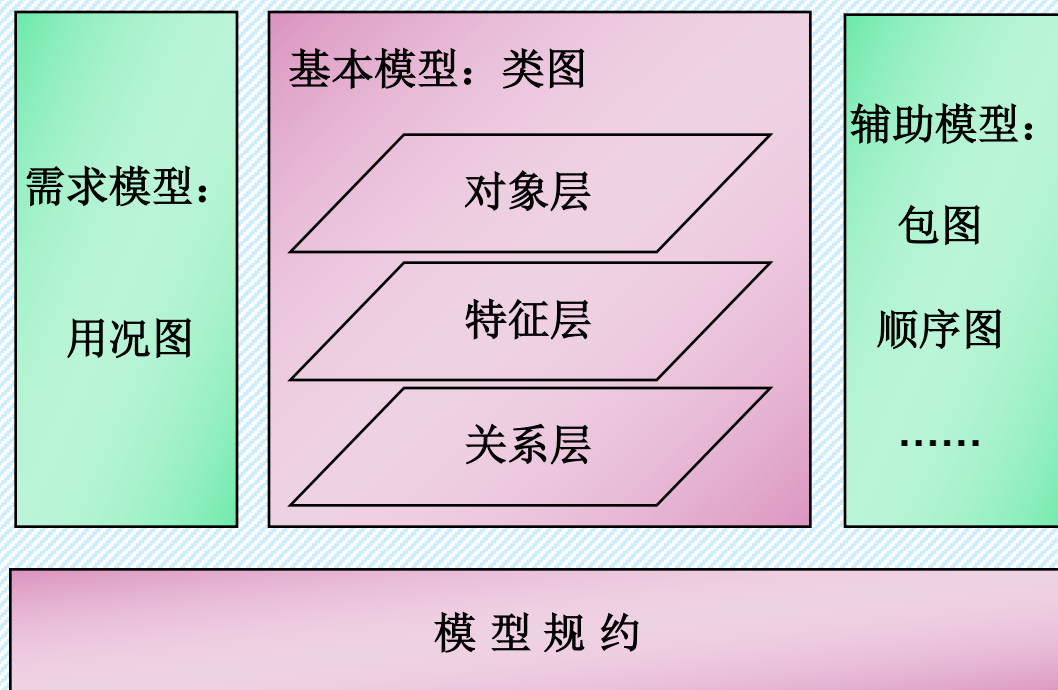 需求模型：
用况图
基本模型：类图
对象层
特征层
关系层
辅助模型：
包图
顺序图
……
模 型 规 约